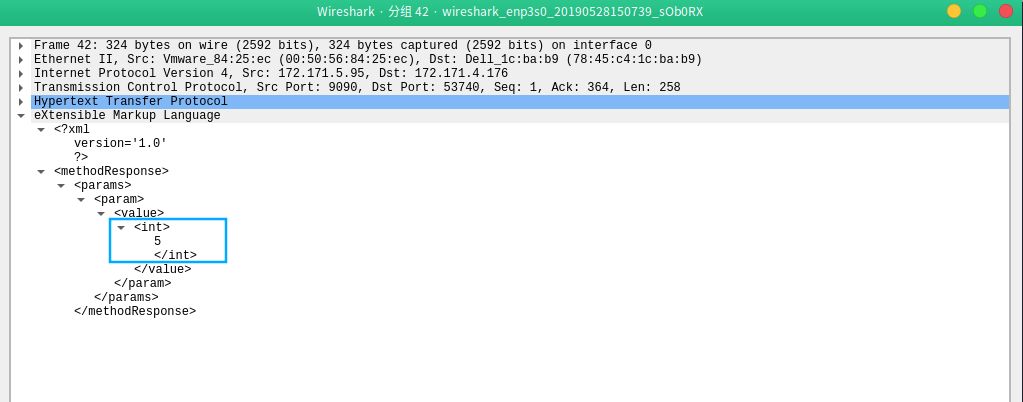 Wireshark · 分组 42 · wireshark_enp3s0_20190528150739_sOb0RX
Frame 42: 324 bytes on wire (2592 bits), 324 bytes captured (2592 bits) on interface 0
Ethernet II, Src: Vmware_84:25:ec (00:50:56:84:25:ec), Dst: Dell_1c:ba:b9 (78:45:c4:1c:ba:b9)
Internet Protocol Version 4, Src: 172.171.5.95, Dst: 172.171.4.176
Transmission Control Protocol, Src Port: 9090, Dst Port: 53740, Seq: 1, Ack: 364, Len: 258
Hypertext Transfer Protocol
eXtensible Markup Language
<?xml
version='1.0'
?>
<methodResponse>
<params>
<param>
<value>
<int>
5
</int>
</value>
</param>
</params>
</methodResponse>